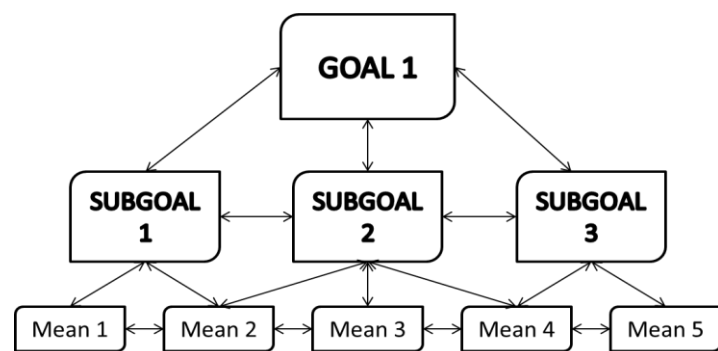 GOAL 1
SUBGOAL
1
SUBGOAL
2
SUBGOAL
3
Mean 1
Mean 2
Mean 3
Mean 4
Mean 5